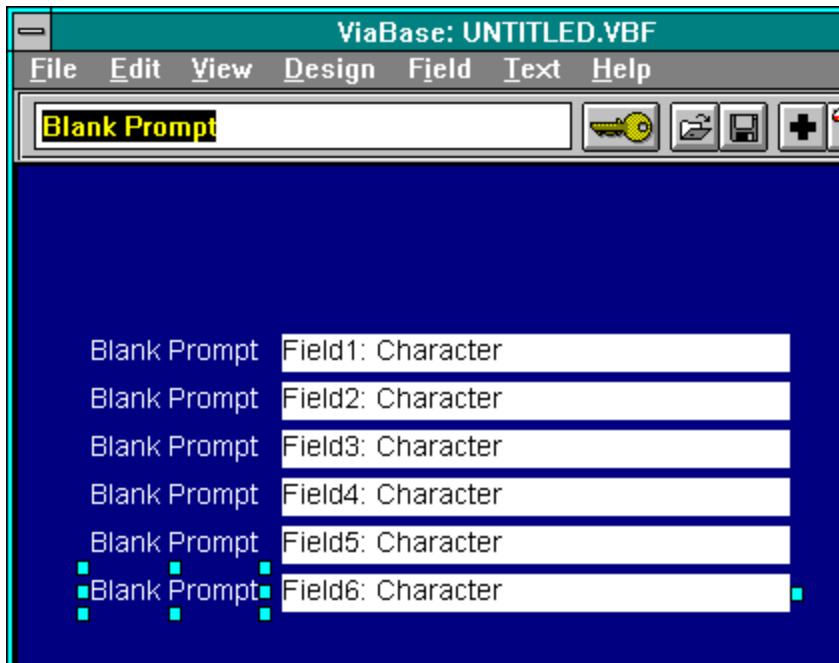 ViaBase: UNTITLED.VBF
File Edit View Design Field Text Help
Blank Prompt
Blank Prompt Field1: Character
Blank Prompt Field2: Character
Blank Prompt Field3: Character
Blank Prompt Field4: Character
Blank Prompt Field5: Character
Blank Prompt Field6: Character